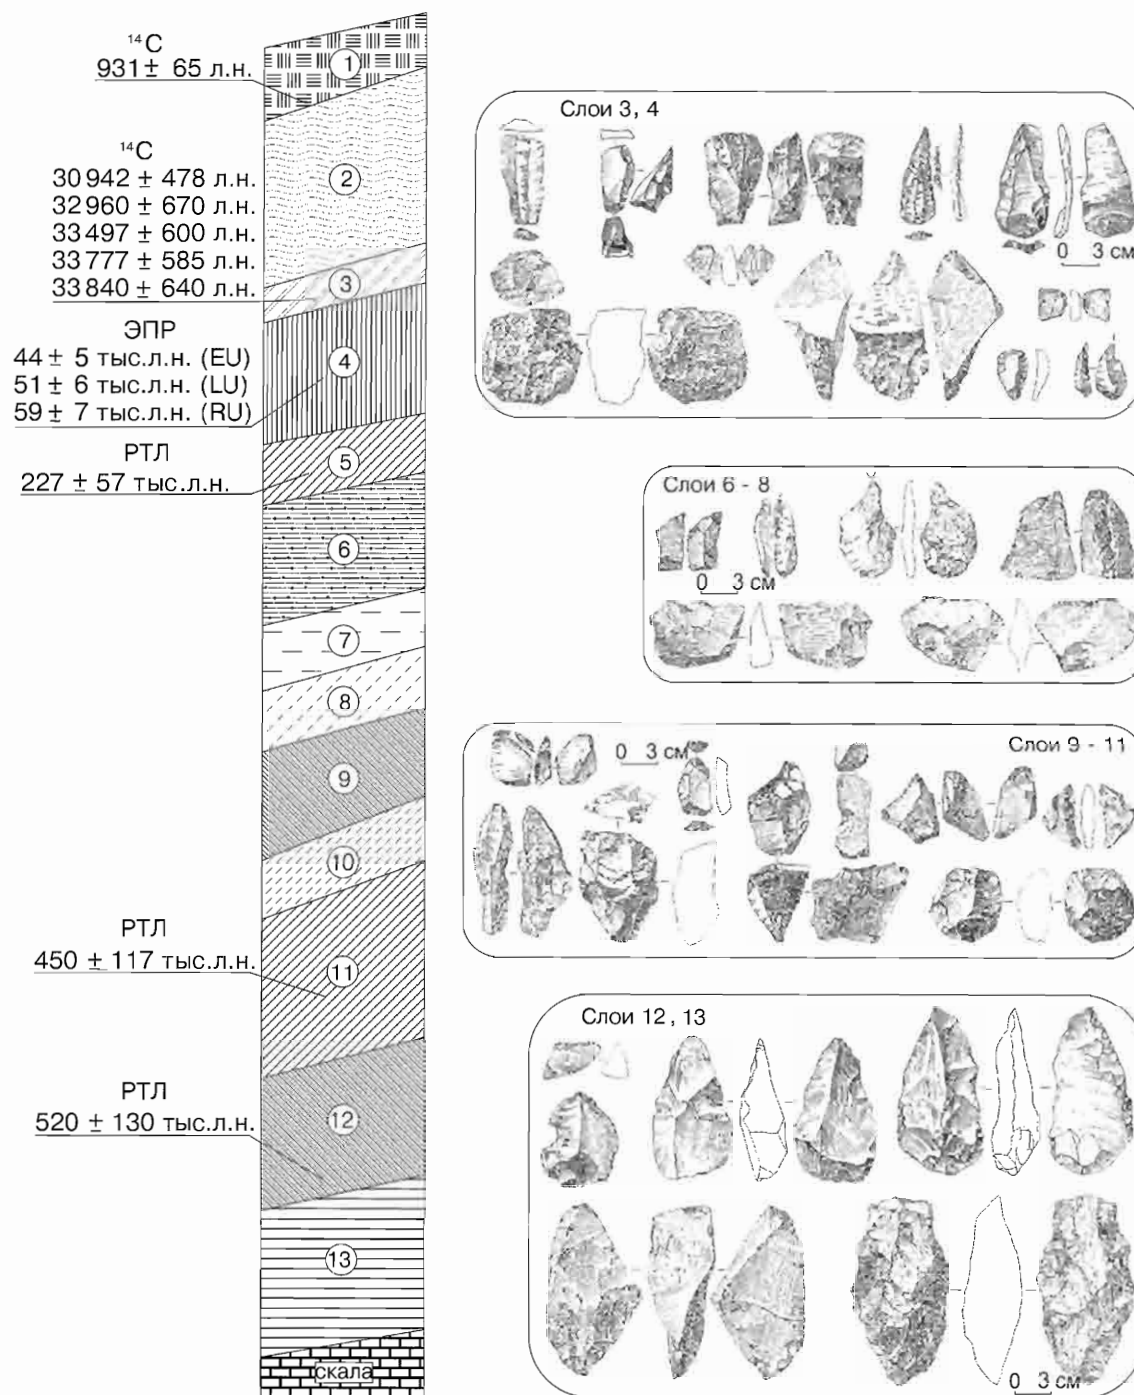 ¹⁴C
931 ± 65 л.н.
¹⁴C
30 942 ± 478 л.н.
32 960 ± 670 л.н.
33 497 ± 600 л.н.
33 777 ± 585 л.н.
33 840 ± 640 л.н.
ЭПР
44 ± 5 тыс.л.н. (EU)
51 ± 6 тыс.л.н. (LU)
59 ± 7 тыс.л.н. (RU)
РТЛ
227 ± 57 тыс.л.н.
РТЛ
450 ± 117 тыс.л.н.
РТЛ
520 ± 130 тыс.л.н.
1
2
3
4
5
6
7
8
9
10
11
12
13
скала
Слои 3, 4
0 3 см
Слои 6 - 8
0 3 см
0 3 см
Слои 9 - 11
Слои 12, 13
0 3 см